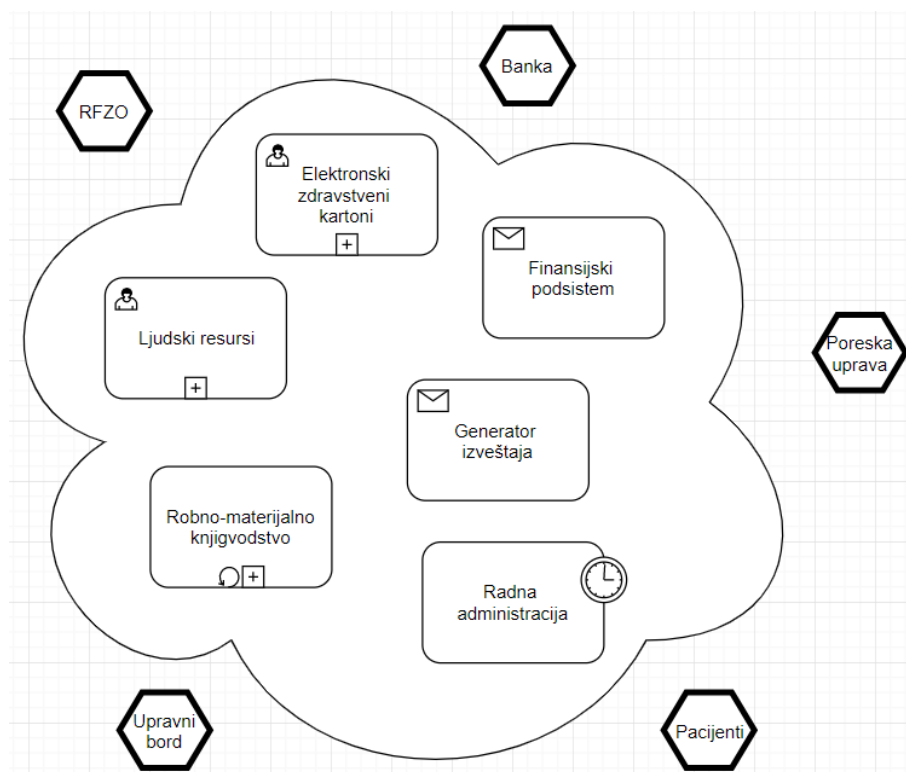 Banka
RFZO
Elektronski
zdravstveni
kartoni
Finansijski
podsistem
Ljudski resursi
Poreska
uprava
Generator
izveštaja
Robno-materijalno
knjigvodstvo
Radna
administracija
Upravni
bord
Pacijenti